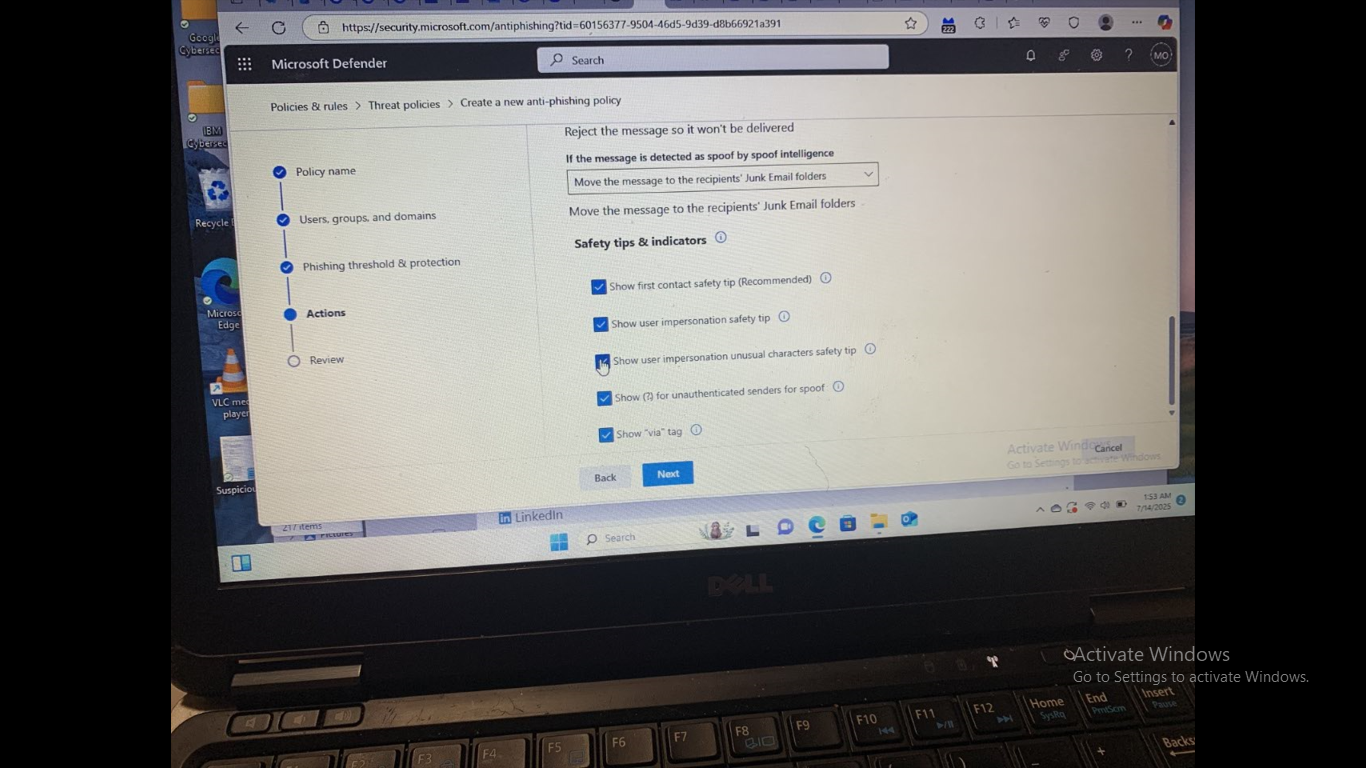 Google
Cybersec
https://security.microsoft.com/antiphishing?tid=60156377-9504-46d5-9d39-d8b66921a391
222
Microsoft Defender
Search
?
MO
Policies & rules > Threat policies > Create a new anti-phishing policy
IBM
Cybersec
Recycle
Microso
Edge
VLC med
player
Suspiciou
Policy name
Users, groups, and domains
Phishing threshold & protection
Actions
Review
Reject the message so it won't be delivered
If the message is detected as spoof by spoof intelligence
Move the message to the recipients' Junk Email folders
Move the message to the recipients' Junk Email folders
Safety tips & indicators
Show first contact safety tip (Recommended)
Show user impersonation safety tip
Show user impersonation unusual characters safety tip
Show (?) for unauthenticated senders for spoof
Show "via" tag
Back
Next
Activate Windows
Cancel
Go to Settings to activate Windows.
217 items
Pictures
in LinkedIn
Search
1:53 AM
7/14/2025
2
DELL
Activate Windows
Go to Settings to activate Windows.
F3
F4
F5
F6
F7
F8
F9
F10
F11
F12
Home
SysRq
End
PrntScrn
Insert
Pause
+
Backs